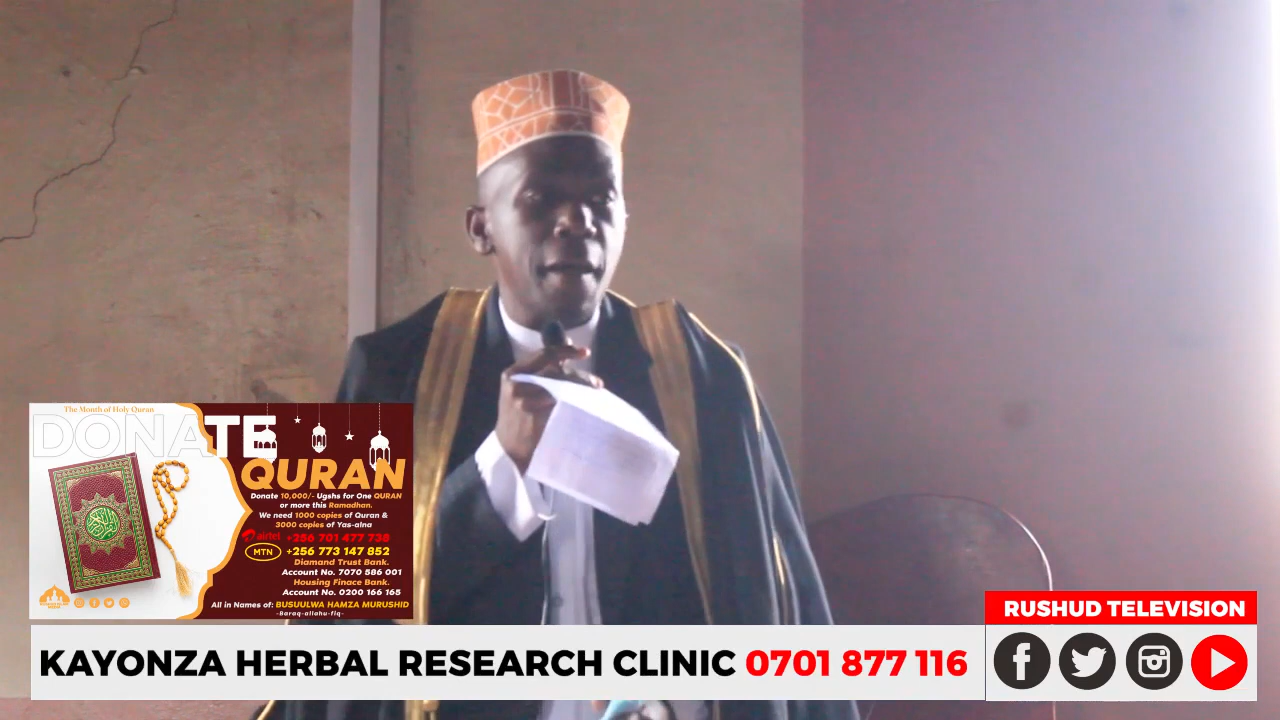 The Month of Holy Quran
DONATE
QURAN
Donate 10,000/- Ugshs for One QURAN
or more this Ramadhan.
We need 1000 copies of Quran &
3000 copies of Yas-alna
airtel +256 701 477 738
MTN +256 773 147 852
Diamand Trust Bank.
Account No. 7070 586 001
Housing Finace Bank.
Account No. 0200 166 165
All in Names of: BUSUULWA HAMZA MURUSHID
-Baraq-allahu-fiq-
RUSHUD TELEVISION
KAYONZA HERBAL RESEARCH CLINIC 0701 877 116